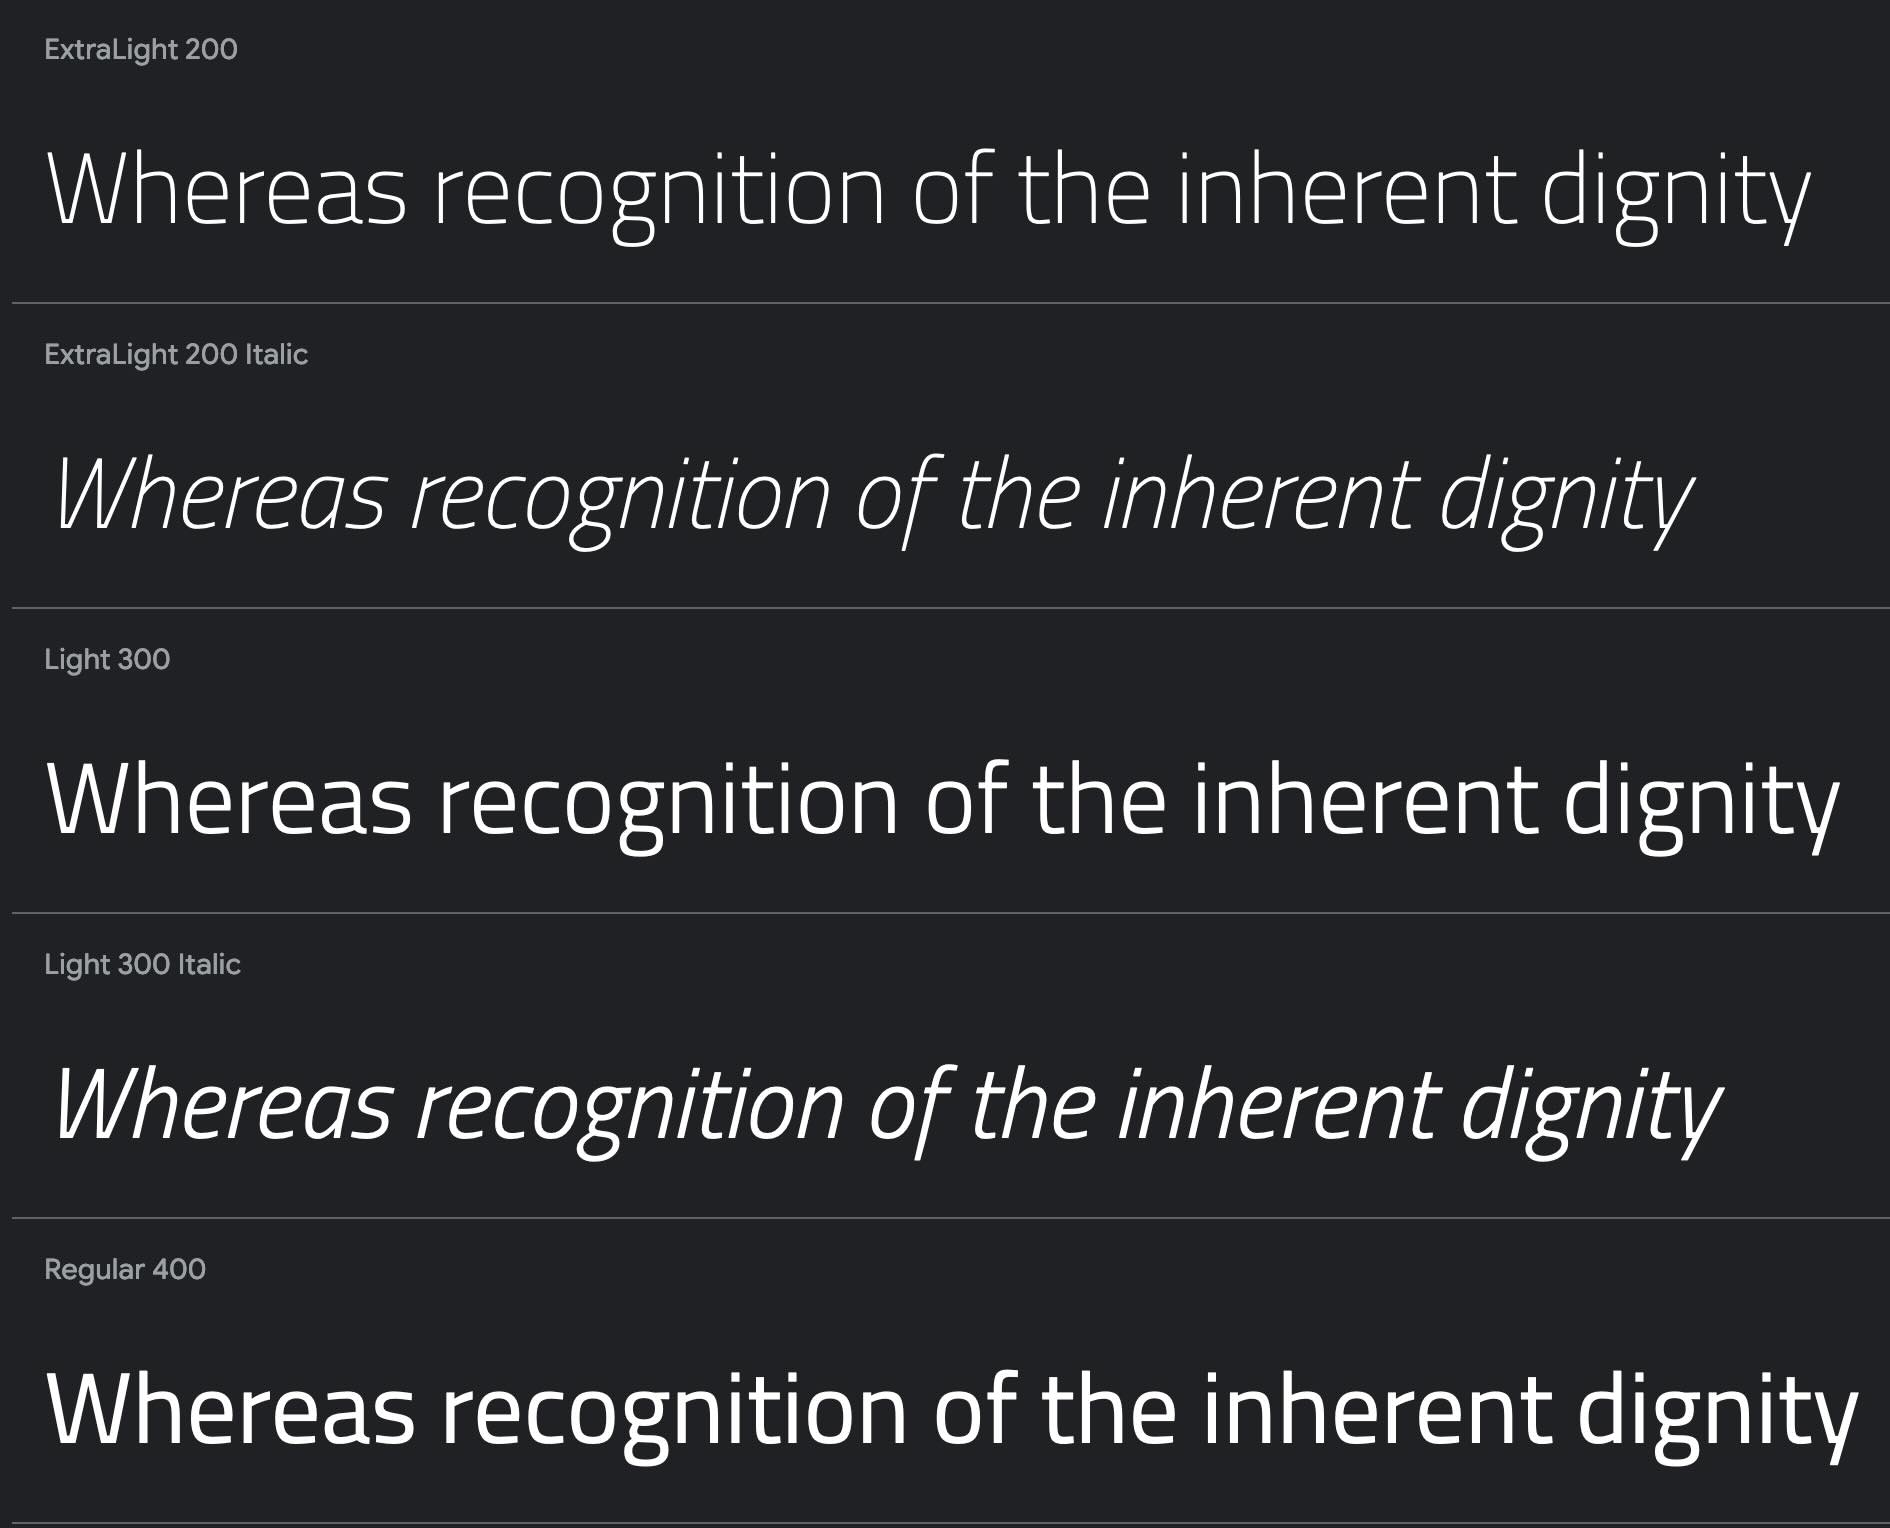 ExtraLight 200
Whereas recognition of the inherent dignity
ExtraLight 200 Italic
Whereas recognition of the inherent dignity
Light 300
Whereas recognition of the inherent dignity
Light 300 Italic
Whereas recognition of the inherent dignity
Regular 400
Whereas recognition of the inherent dignity